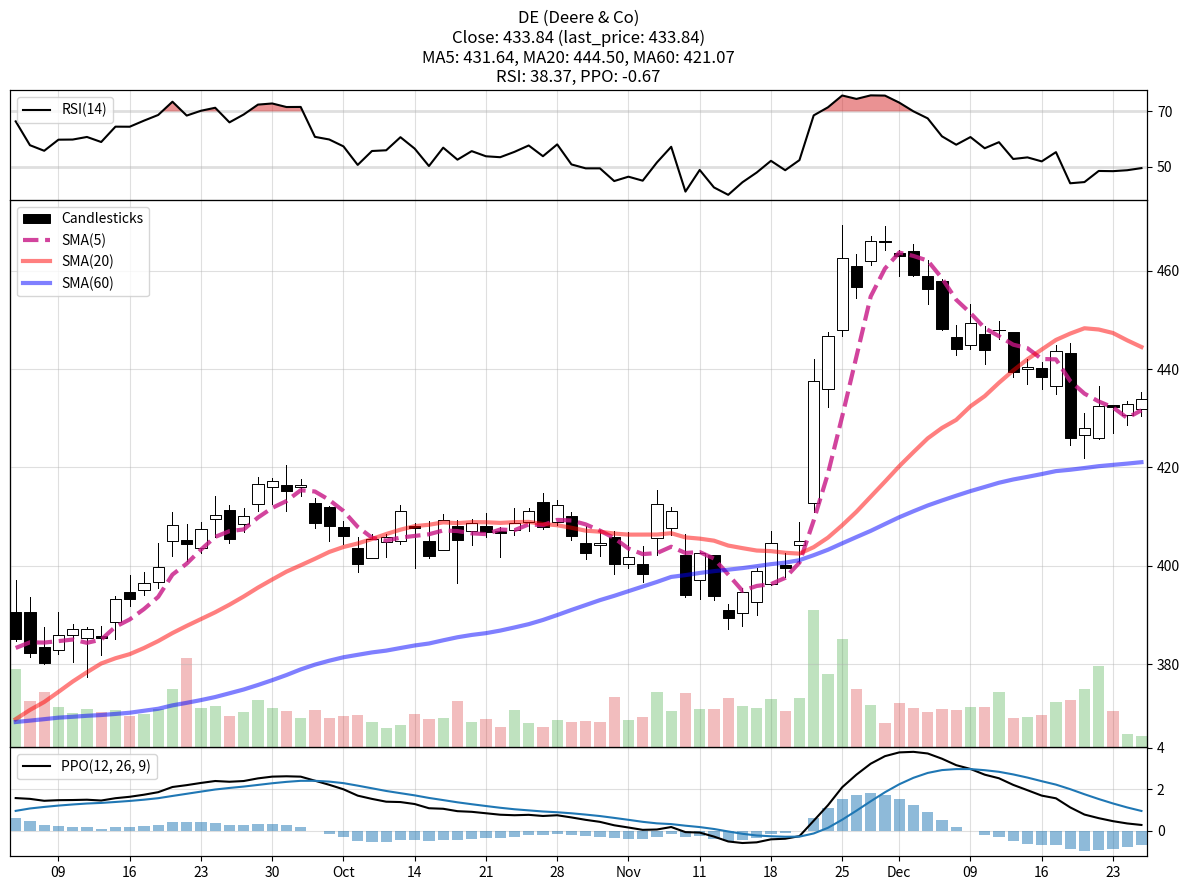 DE (Deere & Co)
Close: 433.84 (last_price: 433.84)
MA5: 431.64, MA20: 444.50, MA60: 421.07
RSI: 38.37, PPO: -0.67
RSI(14)
70
50
Candlesticks
SMA(5)
SMA(20)
SMA(60)
460
440
420
400
380
PPO(12, 26, 9)
4
2
0
09 16 23 30 Oct 14 21 28 Nov 11 18 25 Dec 09 16 23